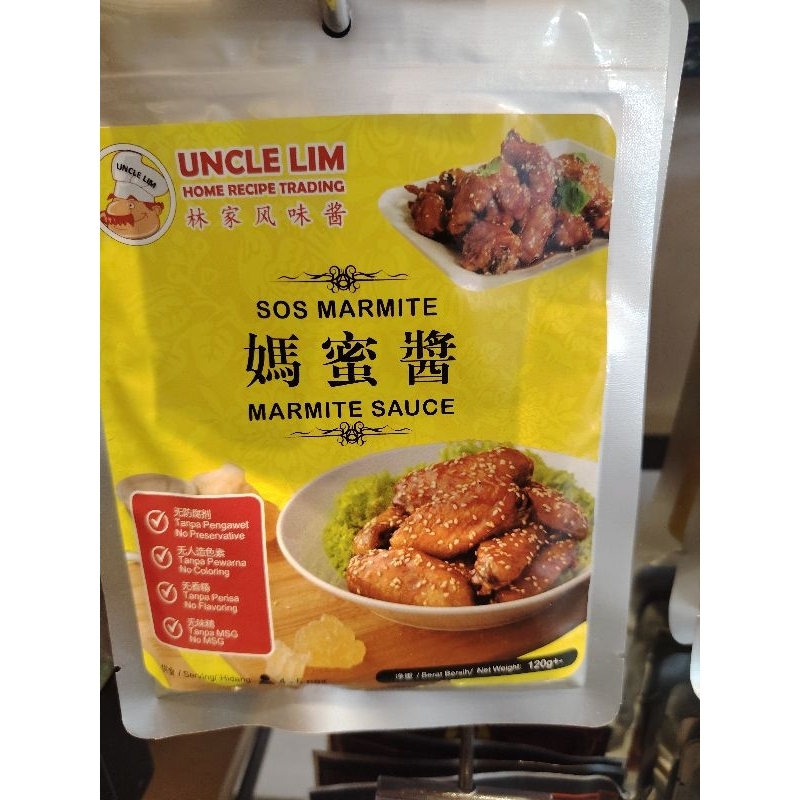 UNCLE LIM
UNCLE LIM
HOME RECIPE TRADING
林家风味酱
SOS MARMITE
媽蜜醬
MARMITE SAUCE
无防腐剂
Tanpa Pengawet
No Preservative
无人造色素
Tanpa Pewarna
No Coloring
无香精
Tanpa Perisa
No Flavoring
无味精
Tanpa MSG
No MSG
/ Serving/ Hidang
净重 / Berat Bersih/ Net Weight: 120g+-